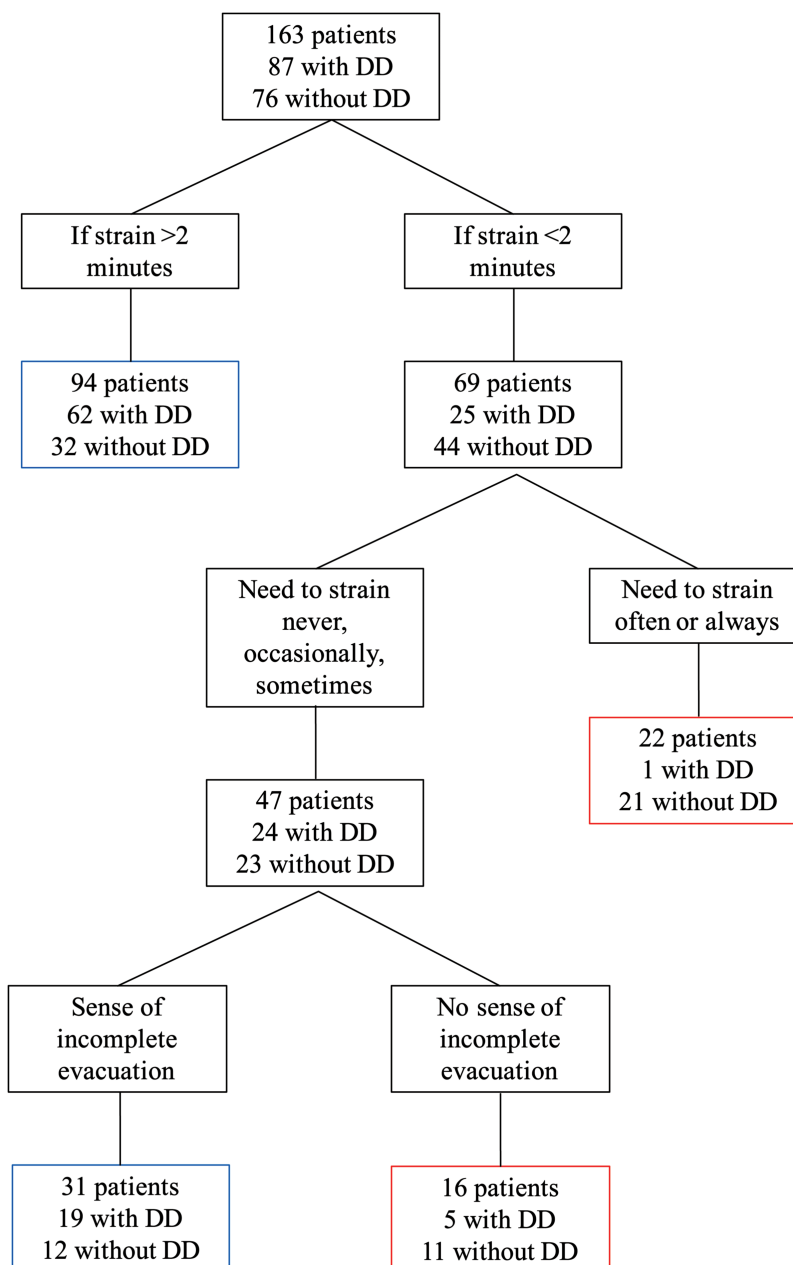 163 patients
87 with DD
76 without DD
If strain >2
minutes
If strain <2
minutes
94 patients
62 with DD
32 without DD
69 patients
25 with DD
44 without DD
Need to strain
never,
occasionally,
sometimes
Need to strain
often or always
22 patients
1 with DD
21 without DD
47 patients
24 with DD
23 without DD
Sense of
incomplete
evacuation
No sense of
incomplete
evacuation
31 patients
19 with DD
12 without DD
16 patients
5 with DD
11 without DD